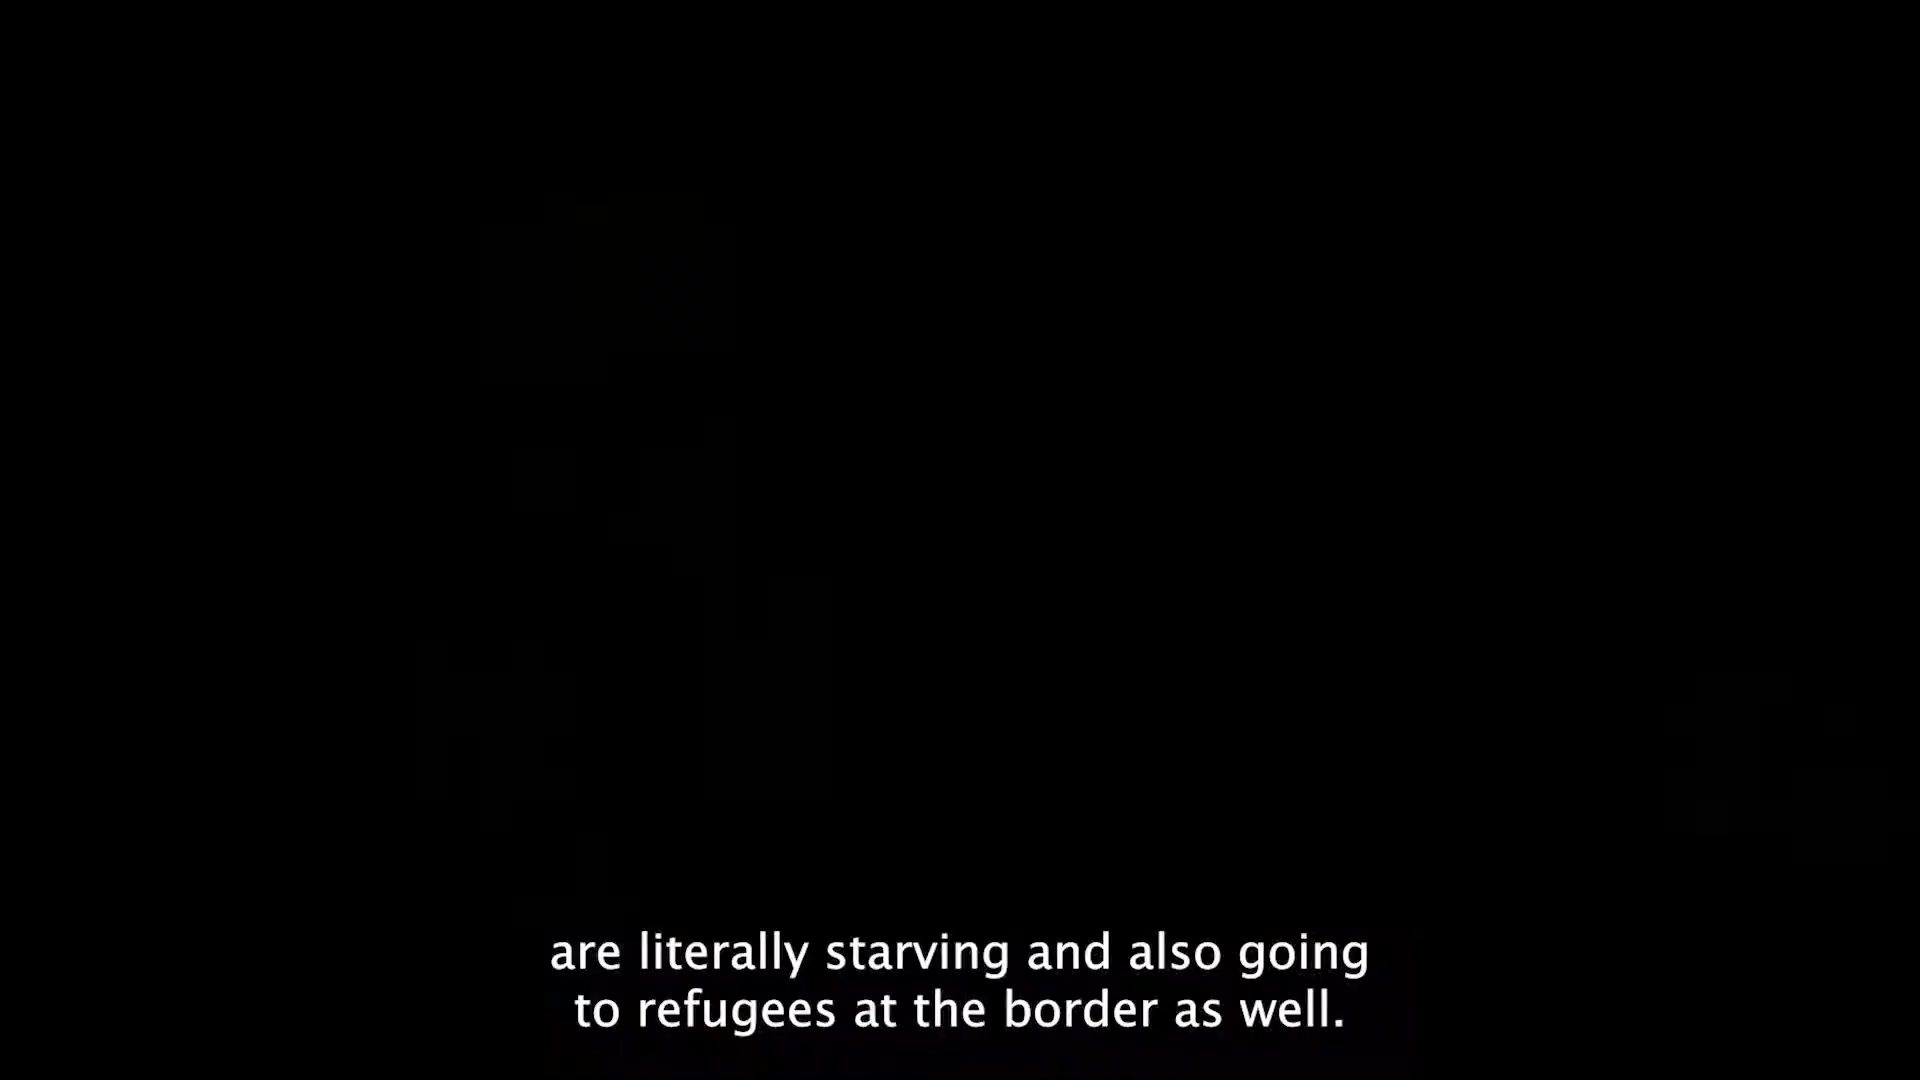 are literally starving and also going
to refugees at the border as well.